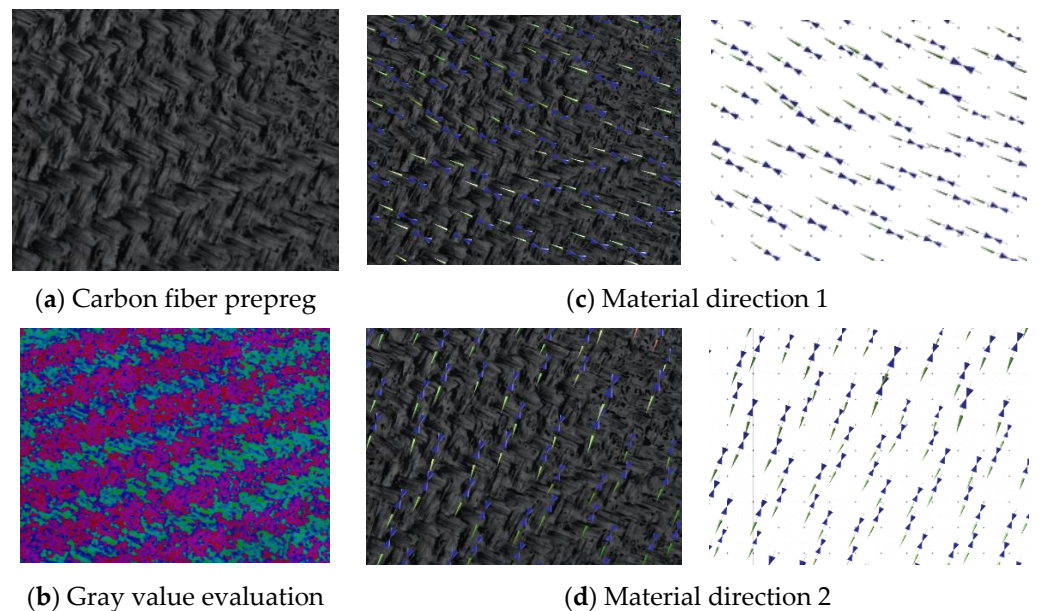 (a) Carbon fiber prepreg
(c) Material direction 1
(b) Gray value evaluation
(d) Material direction 2